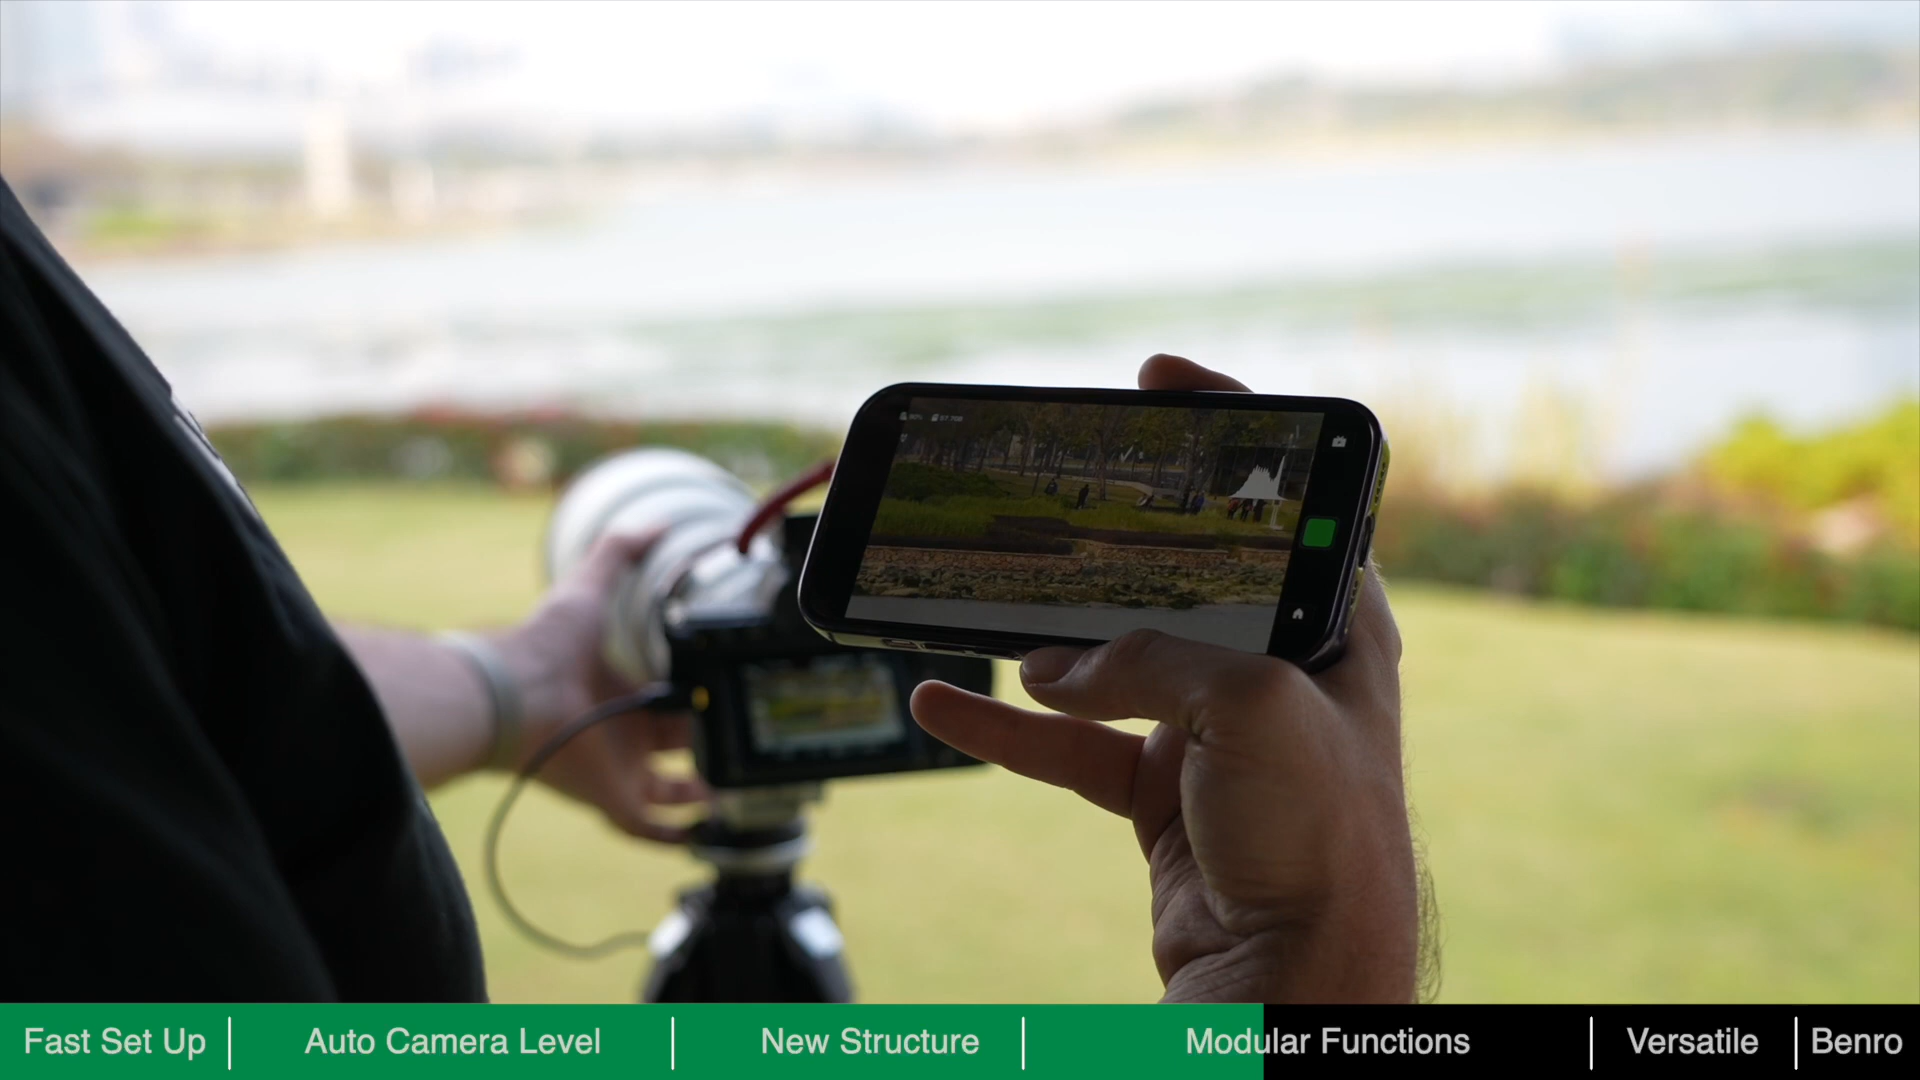 Fast Set Up
Auto Camera Level
New Structure
Modular Functions
Versatile
Benro